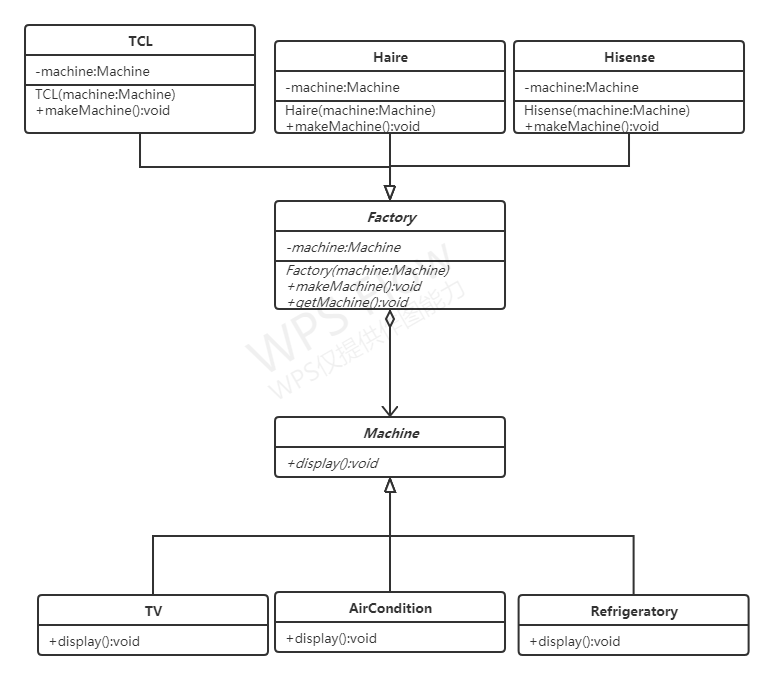 TCL
-machine:Machine
TCL(machine:Machine)
+makeMachine():void
Haire
-machine:Machine
Haire(machine:Machine)
+makeMachine():void
Hisense
-machine:Machine
Hisense(machine:Machine)
+makeMachine():void
Factory
-machine:Machine
Factory(machine:Machine)
+makeMachine():void
+getMachine():void
WPS
WPS仅提供作图能力
Machine
+display():void
TV
+display():void
AirCondition
+display():void
Refrigeratory
+display():void